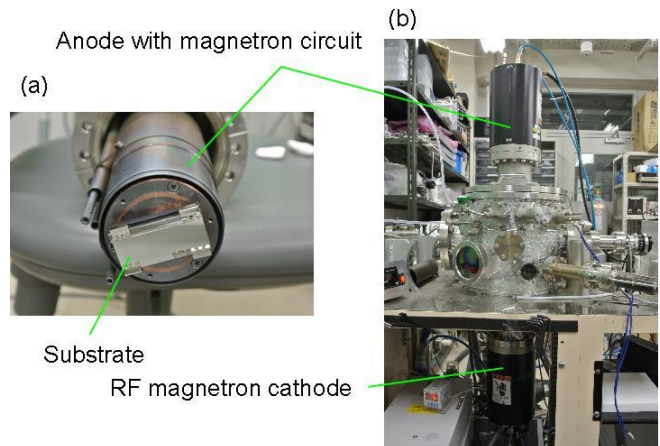 (b)
Anode with magnetron circuit
(a)
Substrate
RF magnetron cathode